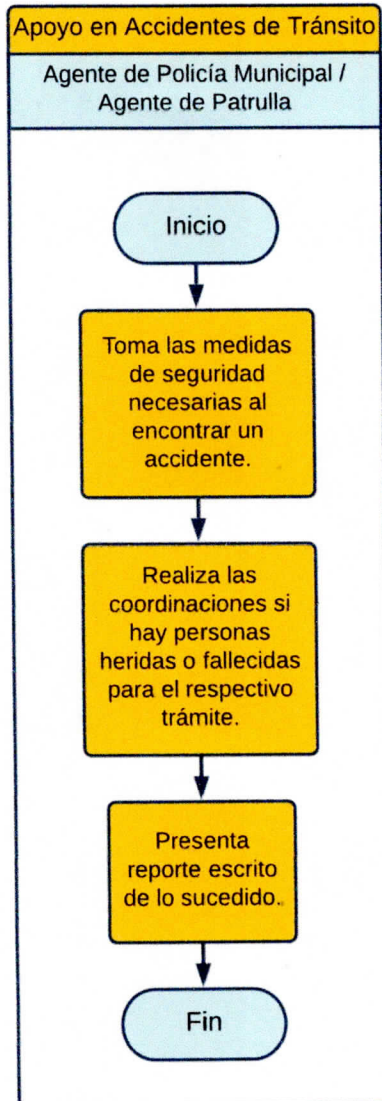 Apoyo en Accidentes de Tránsito
Agente de Policía Municipal /
Agente de Patrulla
Inicio
Toma las medidas
de seguridad
necesarias al
encontrar un
accidente.
Realiza las
coordinaciones si
hay personas
heridas o fallecidas
para el respectivo
trámite.
Presenta
reporte escrito
de lo sucedido.
Fin